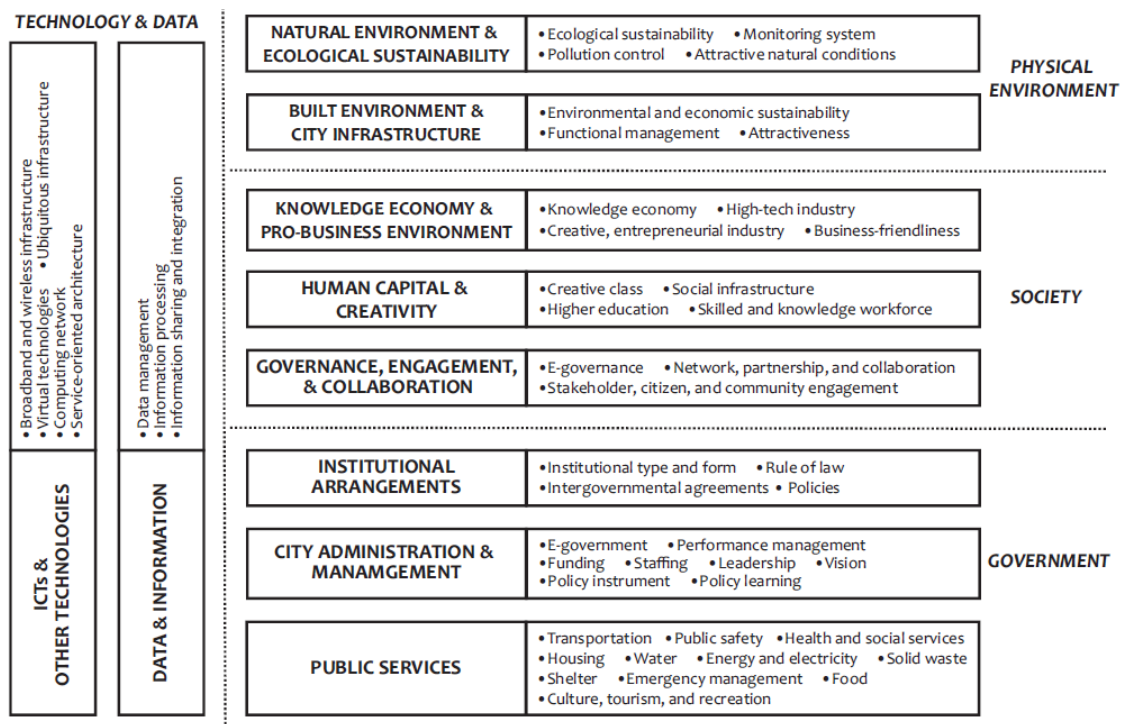 TECHNOLOGY & DATA
•Broadband and wireless infrastructure
•Virtual technologies •Ubiquitous infrastructure
•Computing network
•Service-oriented architecture
ICTs &
OTHER TECHNOLOGIES
•Data management
•Information processing
•Information sharing and integration
DATA & INFORMATION
NATURAL ENVIRONMENT &
ECOLOGICAL SUSTAINABILITY
•Ecological sustainability •Monitoring system
•Pollution control •Attractive natural conditions
BUILT ENVIRONMENT &
CITY INFRASTRUCTURE
•Environmental and economic sustainability
•Functional management •Attractiveness
PHYSICAL
ENVIRONMENT
KNOWLEDGE ECONOMY &
PRO-BUSINESS ENVIRONMENT
•Knowledge economy •High-tech industry
•Creative, entrepreneurial industry •Business-friendliness
HUMAN CAPITAL &
CREATIVITY
•Creative class •Social infrastructure
•Higher education •Skilled and knowledge workforce
SOCIETY
GOVERNANCE, ENGAGEMENT,
& COLLABORATION
•E-governance •Network, partnership, and collaboration
•Stakeholder, citizen, and community engagement
INSTITUTIONAL
ARRANGEMENTS
•Institutional type and form •Rule of law
•Intergovernmental agreements • Policies
CITY ADMINISTRATION &
MANAMGEMENT
•E-government •Performance management
•Funding •Staffing •Leadership •Vision
•Policy instrument •Policy learning
GOVERNMENT
PUBLIC SERVICES
•Transportation •Public safety •Health and social services
•Housing •Water •Energy and electricity •Solid waste
•Shelter •Emergency management •Food
•Culture, tourism, and recreation